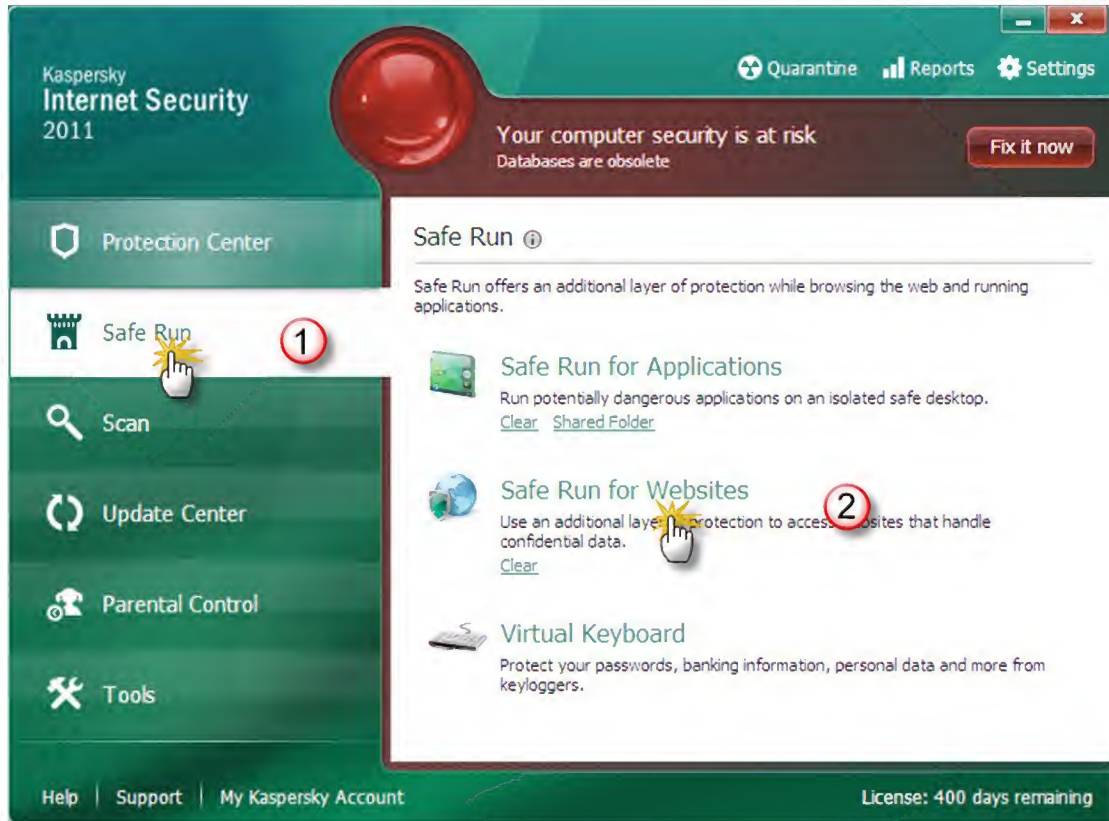 Kaspersky
Internet Security
2011
Quarantine
Reports
Settings
Your computer security is at risk
Databases are obsolete
Fix it now
Protection Center
Safe Run
1
Scan
Update Center
Parental Control
Tools
Safe Run
Safe Run offers an additional layer of protection while browsing the web and running
applications.
Safe Run for Applications
Run potentially dangerous applications on an isolated safe desktop.
Clear Shared Folder
Safe Run for Websites
2
Use an additional layer protection to access that handle
confidential data.
Clear
Virtual Keyboard
Protect your passwords, banking information, personal data and more from
keyloggers.
Help | Support | My Kaspersky Account
License: 400 days remaining